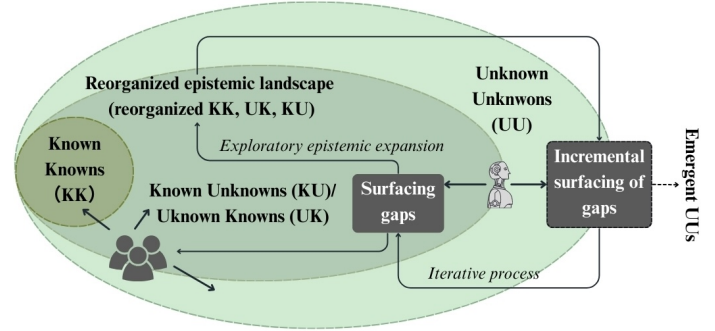 Reorganized epistemic landscape
(reorganized KK, UK, KU)
Unknown
Unknwons
(UU)
Known
Knowns
(KK)
Exploratory epistemic expansion
Known Unknowns (KU)/
Uknown Knowns (UK)
Surfacing
gaps
Incremental
surfacing of
gaps
Emergent UUs
Iterative process